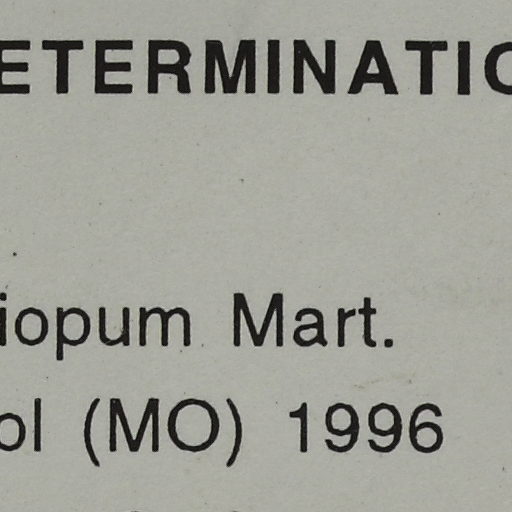 ETERMINATIO
iopum Mart.
ol (MO) 1996